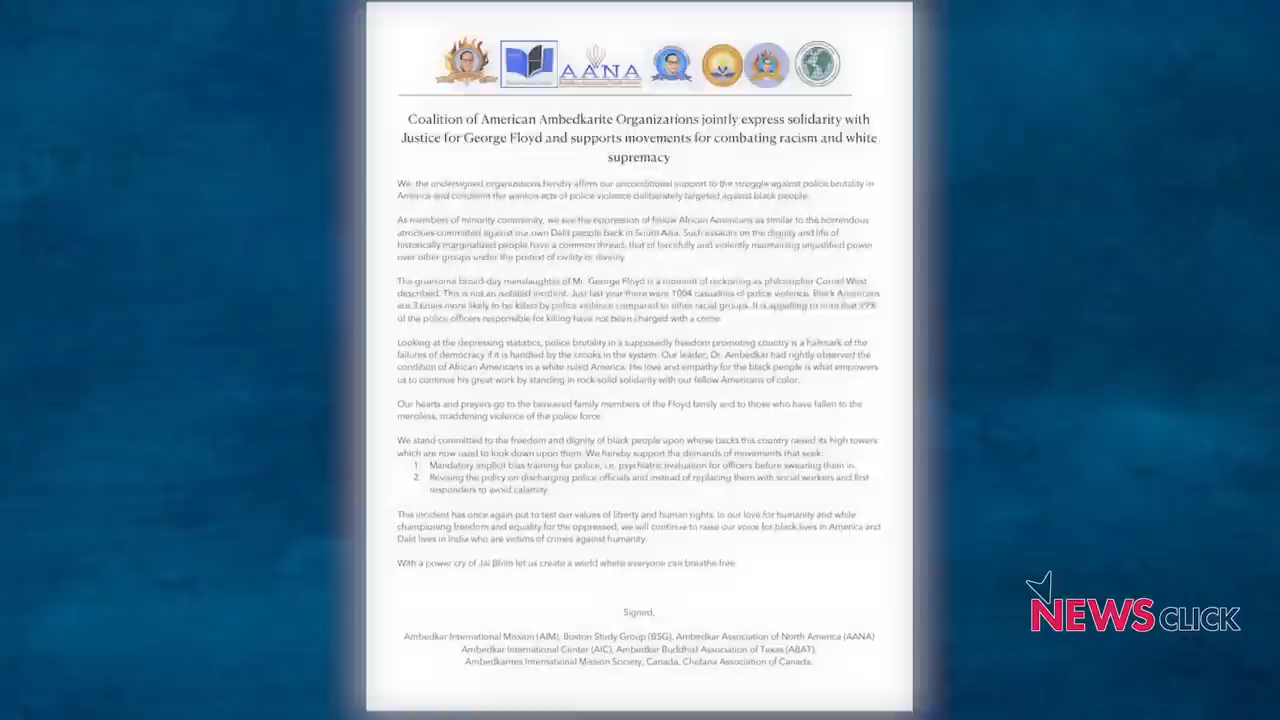 AANA
Coalition of American Ambedkarite Organizations jointly express solidarity with
Justice for George Floyd and supports movements for combating racism and white
supremacy
We, the undersigned organizations hereby affirm our unconditional support to the struggle against police brutality in
America and condemn the wanton acts of police violence deliberately targeted against black people.
As members of minority community, we see the oppression of fellow African Americans as similar to the horrendous
atrocities committed against our own Dalit people back in South Asia. Such assaults on the dignity and life of
historically marginalized people have a common thread, that of forcefully and violently maintaining unjustified power
over other groups under the pretext of civility or divinity.
The gruesome broad-day manslaughter of Mr. George Floyd is a moment of reckoning as philosopher Cornel West
described. This is not an isolated incident. Just last year there were 1004 casualties of police violence. Black Americans
are 3 times more likely to be killed by police violence compared to other racial groups. It is appalling to note that 99%
of the police officers responsible for killing have not been charged with a crime.
Looking at the depressing statistics, police brutality in a supposedly freedom promoting country is a hallmark of the
failures of democracy if it is handled by the crooks in the system. Our leader, Dr. Ambedkar had rightly observed the
condition of African Americans in a white ruled America. His love and empathy for the black people is what empowers
us to continue his great work by standing in rock-solid solidarity with our fellow Americans of color.
Our hearts and prayers go to the bereaved family members of the Floyd family and to those who have fallen to the
merciless, maddening violence of the police force.
We stand committed to the freedom and dignity of black people upon whose backs this country raised its high towers
which are now used to look down upon them. We hereby support the demands of movements that seek:
1. Mandatory implicit bias training for police, i.e. psychiatric evaluation for officers before swearing them in.
2. Revising the policy on discharging police officials and instead of replacing them with social workers and first
responders to avoid calamity.
This incident has once again put to test our values of liberty and human rights. In our love for humanity and while
championing freedom and equality for the oppressed, we will continue to raise our voice for black lives in America and
Dalit lives in India who are victims of crimes against humanity.
With a power cry of Jai Bhim let us create a world where everyone can breathe free.
Signed,
Ambedkar International Mission (AIM), Boston Study Group (BSG), Ambedkar Association of North America (AANA)
Ambedkar International Center (AIC), Ambedkar Buddhist Association of Texas (ABAT),
Ambedkarites International Mission Society, Canada, Chetana Association of Canada.
NEWSCLICK